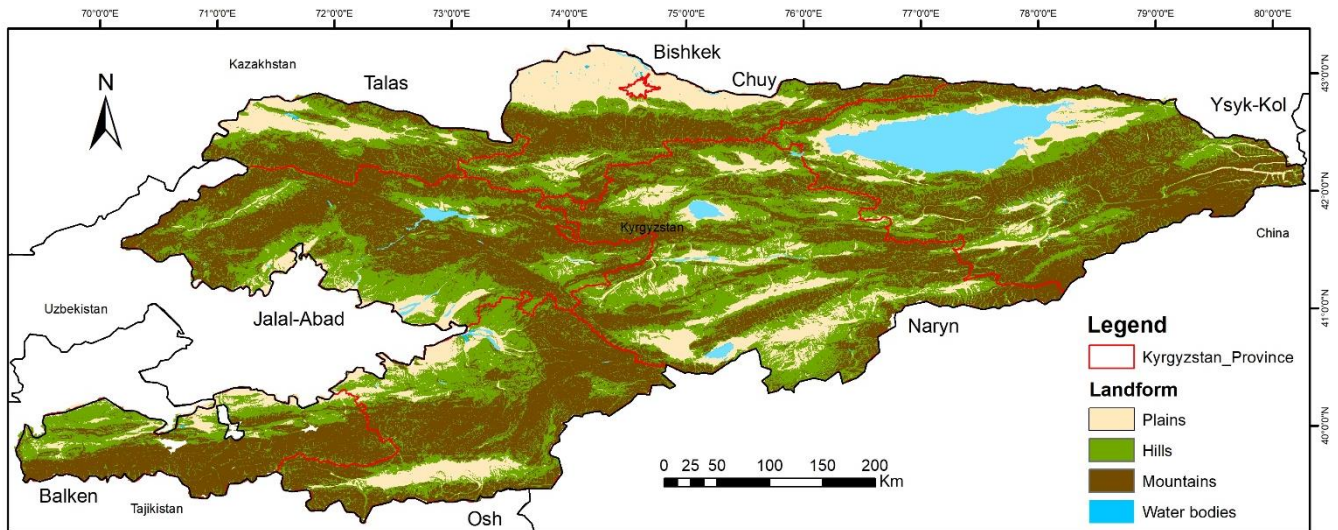 70°0'0"E 71°0'0"E 72°0'0"E 73°0'0"E 74°0'0"E 75°0'0"E 76°0'0"E 77°0'0"E 78°0'0"E 79°0'0"E 80°0'0"E
Bishkek
Kazakhstan
Talas
Chuy
43°0'0"N
N
Ysyk-Kol
42°0'0"N
Kyrgyzstan
China
Uzbekistan
Jalal-Abad
Naryn
41°0'0"N
Legend
Kyrgyzstan_Province
Landform
Plains
Hills
Mountains
Water bodies
40°0'0"N
0 25 50 100 150 200
Km
Balken
Tajikistan
Osh